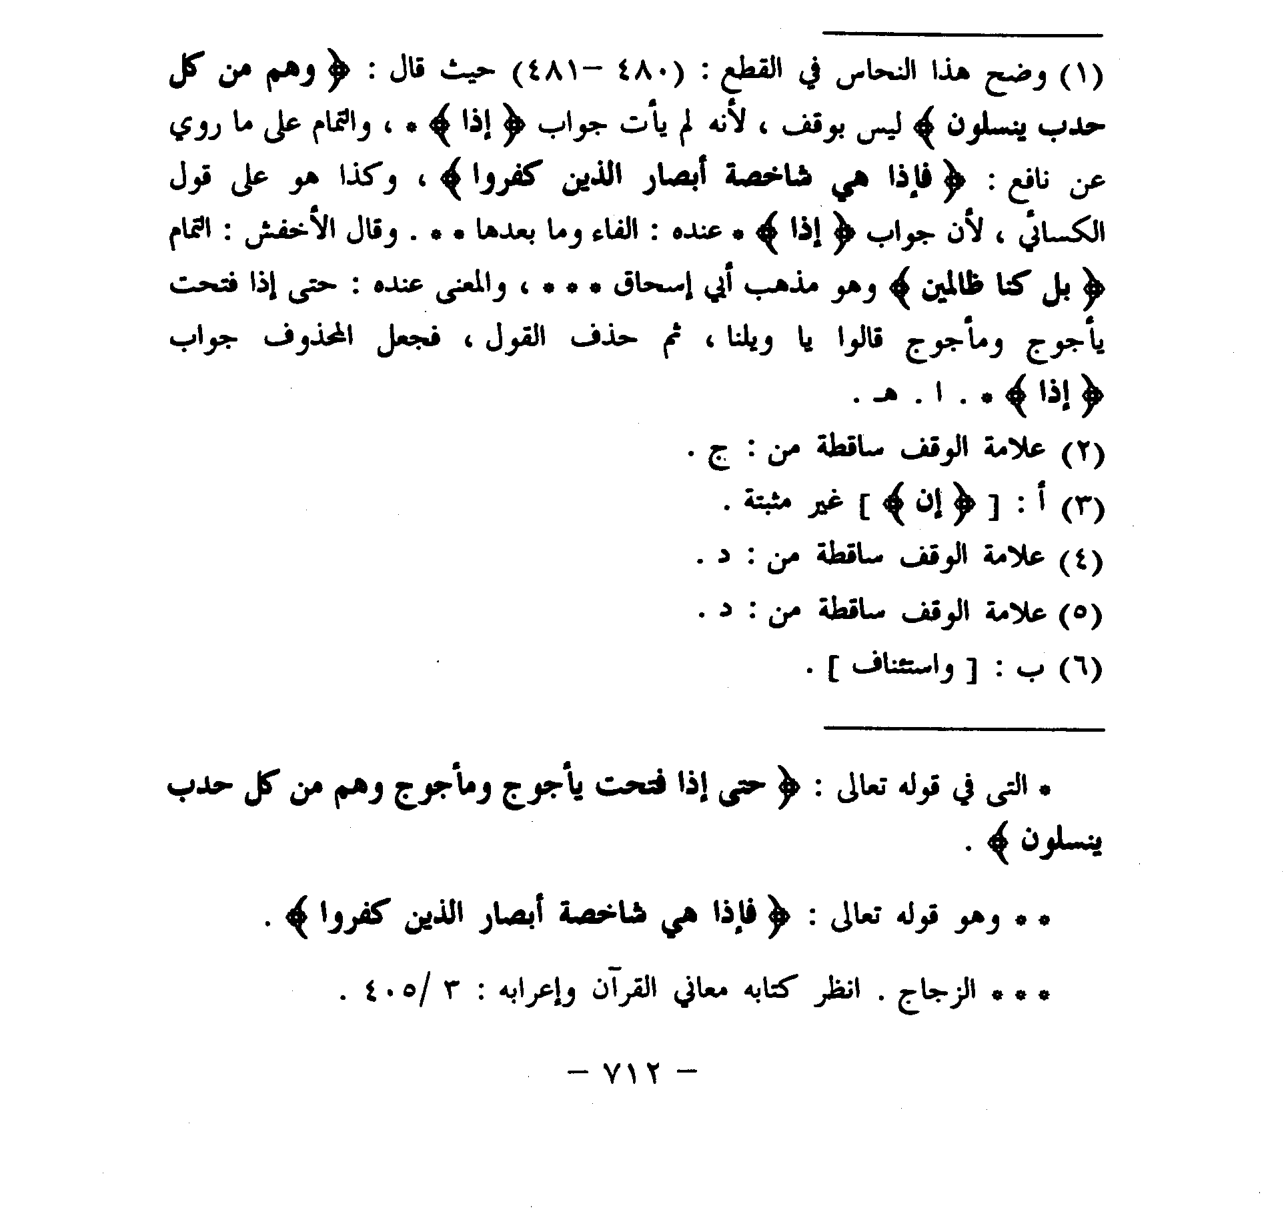 (١) وضح هذا النحاس في القطع : (٤٨٠ –٤٨١) حيث قال : ﴿ وهم من كل
حدب ينسلون ﴾ ليس بوقف ، لأنه لم يأت جواب ﴿ إذا ﴾ * ، والتمام على ما روي
عن نافع : ﴿ فإذا هي شاخصة أبصار الذين كفروا ﴾ ، وكذا هو على قول
الكسائي ، لأن جواب ﴿ إذا ﴾ * عنده : الفاء وما بعدها * * . وقال الأخفش : التمام
﴿ بل كنا ظالمين ﴾ وهو مذهب أبي إسحاق * * * ، والمعنى عنده : حتى إذا فتحت
يأجوج ومأجوج قالوا يا ويلنا ، ثم حذف القول ، فجعل المحذوف جواب
﴿ إذا ﴾ * . ا . هـ .
(٢) علامة الوقف ساقطة من : ج .
(٣) أ : [ ﴿ إن ﴾ ] غير مثبتة .
(٤) علامة الوقف ساقطة من : د .
(٥) علامة الوقف ساقطة من : د .
(٦) ب : [ واستئناف ] .
* التى في قوله تعالى : ﴿ حتى إذا فتحت يأجوج ومأجوج وهم من كل حدب
ينسلون ﴾ .
* * وهو قوله تعالى : ﴿ فإذا هي شاخصة أبصار الذين كفروا ﴾ .
* * * الزجاج . انظر كتابه معاني القرآن وإعرابه : ٣ /٤٠٥ .
– ٧١٢ –